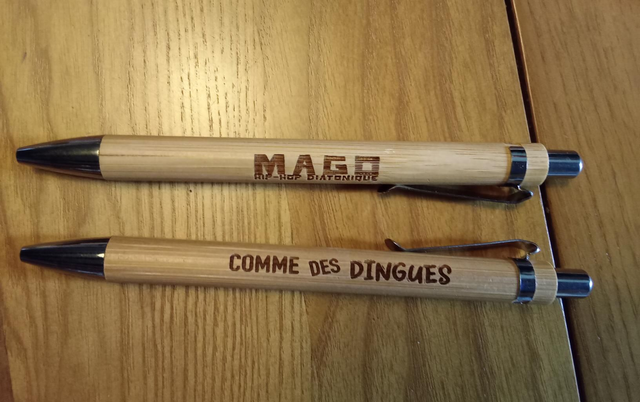 MAGO
HIP-HOP DIATONIQUE
COMME DES DINGUES